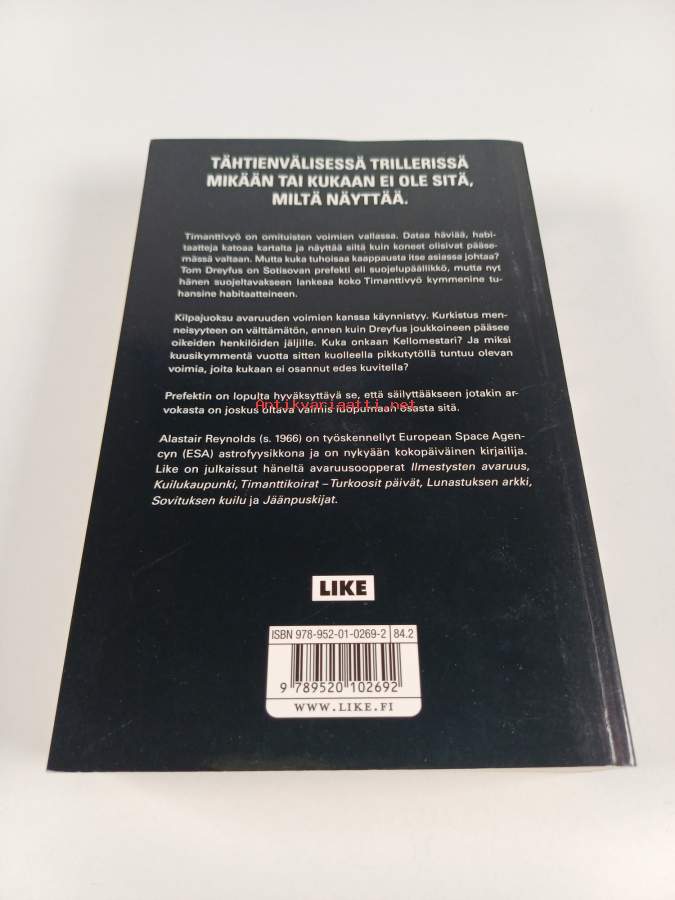 TÄHTIENVÄLISESSÄ TRILLERISSÄ
MIKÄÄN TAI KUKAAN EI OLE SITÄ,
MILTÄ NÄYTTÄÄ.
Timanttivyö on omituisten voimien vallassa. Dataa häviää, habi-
taatteja katoaa kartalta ja näyttää siltä kuin koneet olisivat pääse-
mässä valtaan. Mutta kuka tuhoisaa kaappausta itse asiassa johtaa?
Tom Dreyfus on Sotisovan prefekti eli suojelupäällikkö, mutta nyt
hänen suojeltavakseen lankeaa koko Timanttivyö kymmenine tu-
hansine habitaatteineen.
Kilpajuoksu avaruuden voimien kanssa käynnistyy. Kurkistus men-
neisyyteen on välttämätön, ennen kuin Dreyfus joukkoineen pääsee
oikeiden henkilöiden jäljille. Kuka onkaan Kellomestari? Ja miksi
kuusikymmentä vuotta sitten kuolleella pikkutytöllä tuntuu olevan
voimia, joita kukaan ei osannut edes kuvitella?
Prefektin on lopulta hyväksyttävä se, että säilyttääkseen jotakin ar-
vokasta on joskus oltava valmis luopumaan osasta sitä.
Antikvariaatti.net
Alastair Reynolds (s. 1966) on työskennellyt European Space Agen-
cyn (ESA) astrofyysikkona ja on nykyään kokopäiväinen kirjailija.
Like on julkaissut häneltä avaruusoopperat Ilmestysten avaruus,
Kuilukaupunki, Timanttikoirat – Turkoosit päivät, Lunastuksen arkki,
Sovituksen kuilu ja Jäänpuskijat.
LIKE
ISBN 978-952-01-0269-2 84.2
9 789520 102692
WWW.LIKE.FI